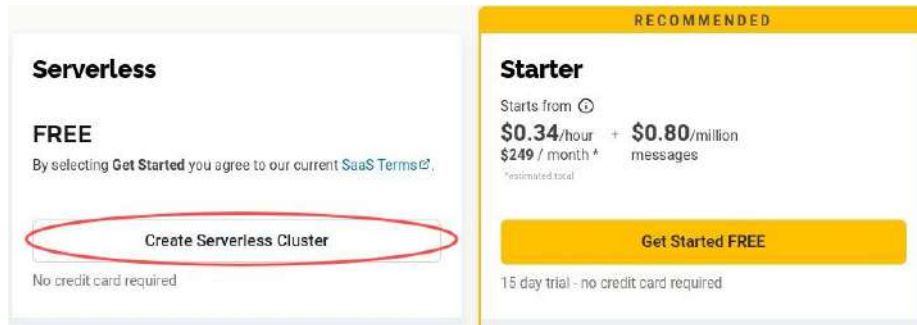 Serverless
FREE
By selecting Get Started you agree to our current SaaS Terms.
Create Serverless Cluster
No credit card required
RECOMMENDED
Starter
Starts from
$0.34/hour + $0.80/million
$249 / month * messages
*estimated total
Get Started FREE
15 day trial - no credit card required